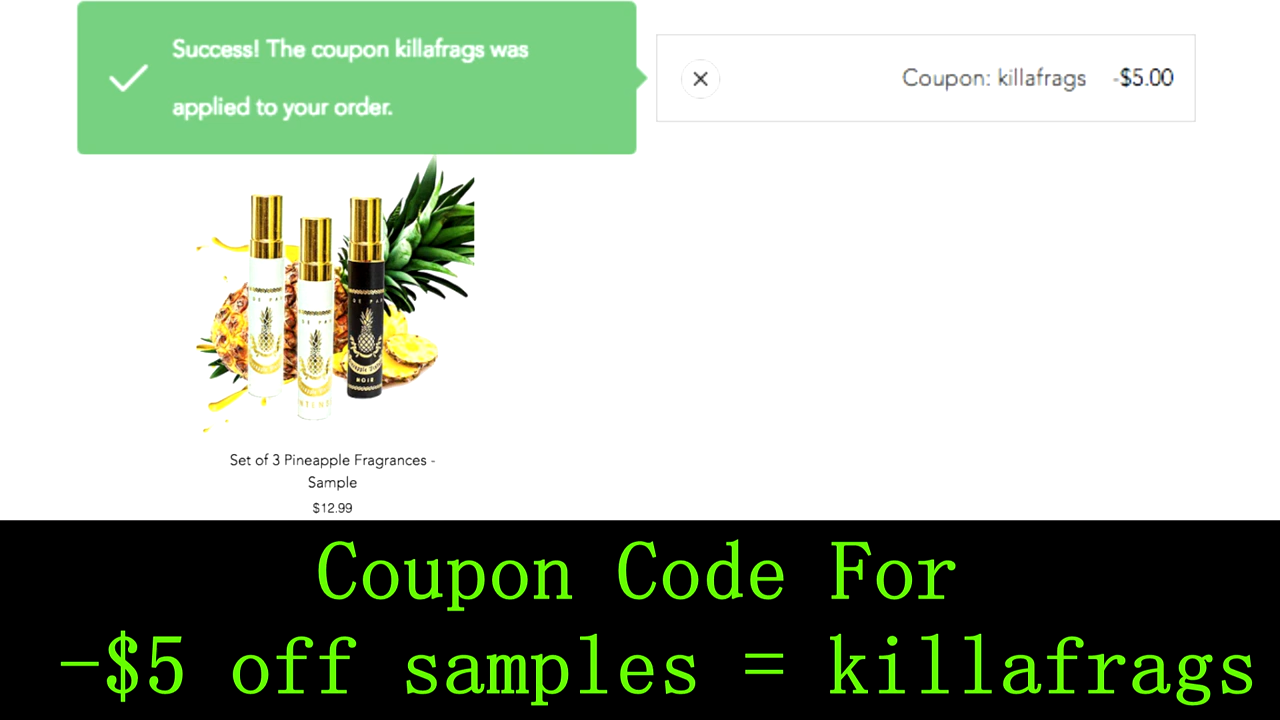 Success! The coupon killafrags was
applied to your order.
Coupon: killafrags -$5.00
NOIR
Set of 3 Pineapple Fragrances -
Sample
$12.99
Coupon Code For
-$5 off samples = killafrags